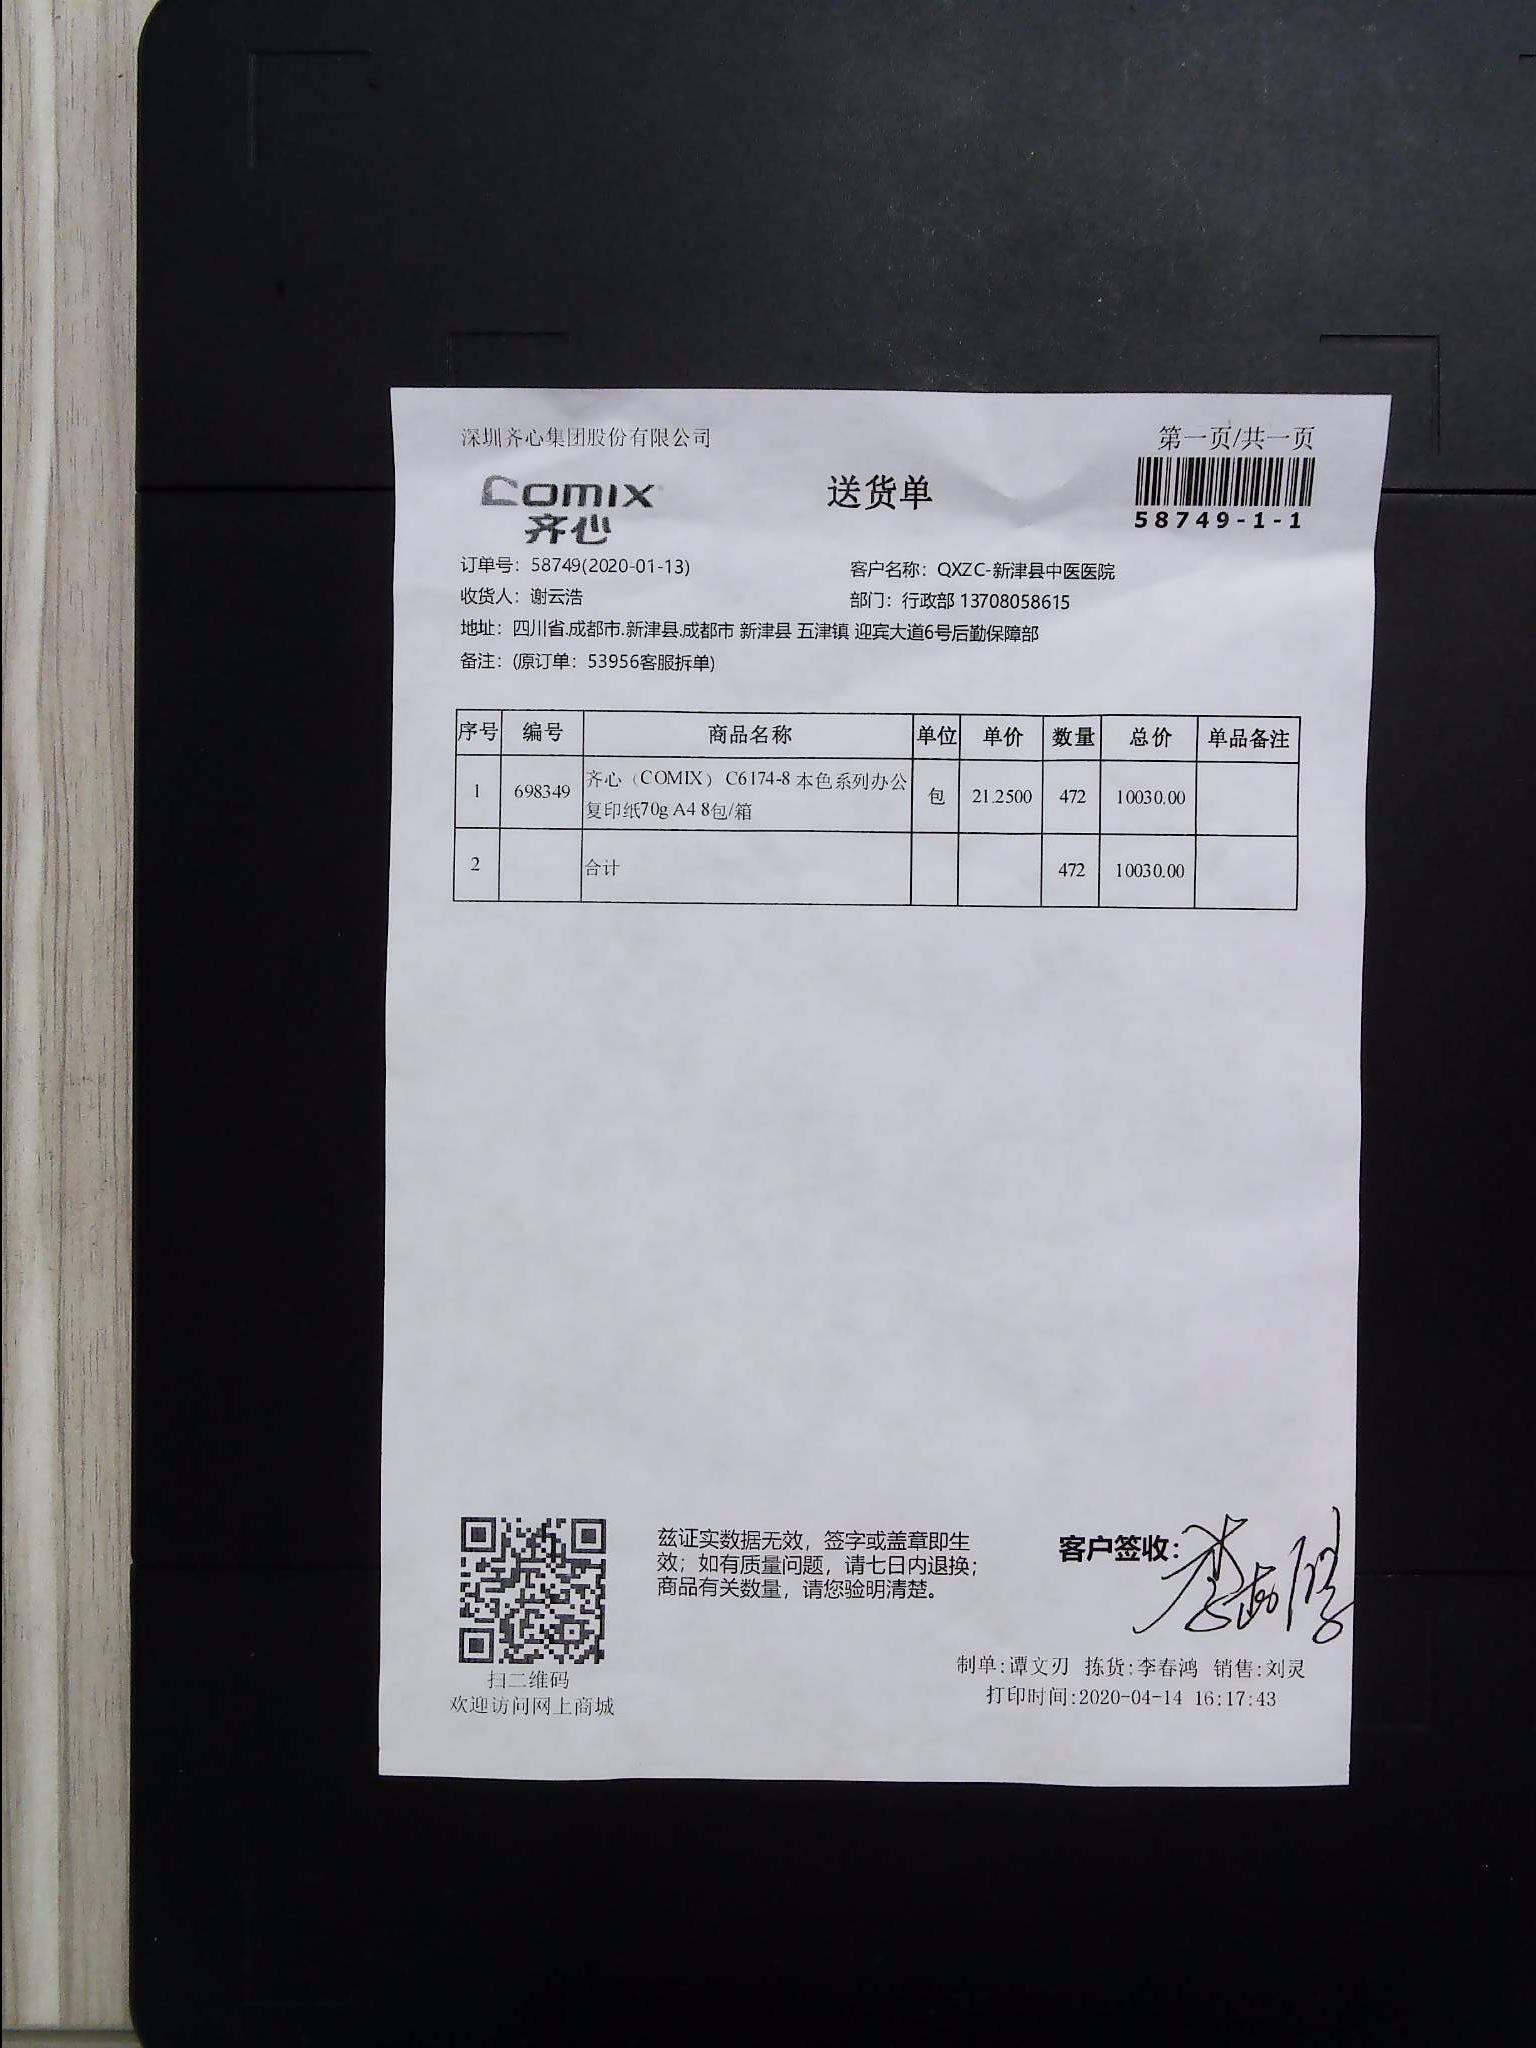 深圳齐心集团股份有限公司
第一页/共一页
COMIX
齐心
送货单
58749-1-1
订单号：58749(2020-01-13)
客户名称：QXZC-新津县中医医院
收货人：谢云浩
部门：行政部 13708058615
地址：四川省.成都市.新津县.成都市 新津县 五津镇 迎宾大道6号后勤保障部
备注：(原订单：53956客服拆单)
序号 编号 商品名称 单位 单价 数量 总价 单品备注
1 698349 齐心（COMIX） C6174-8 本色系列办公 包 21.2500 472 10030.00
复印纸70g A4 8包/箱
2 合计 472 10030.00
兹证实数据无效，签字或盖章即生
效；如有质量问题，请七日内退换；
商品有关数量，请您验明清楚。
客户签收：
扫二维码
欢迎访问网上商城
制单:谭文刃 拣货:李春鸿 销售:刘灵
打印时间:2020-04-14 16:17:43